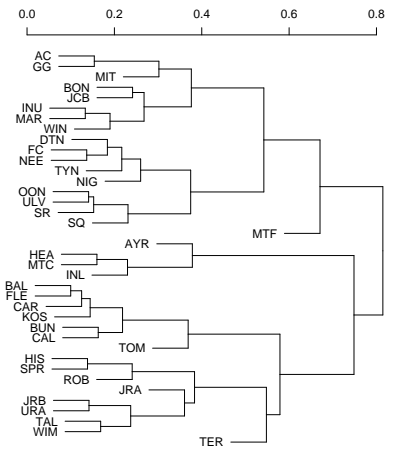 0.0 0.2 0.4 0.6 0.8
AC
GG
MIT
BON
JCB
INU
MAR
WIN
DTN
FC
NEE
TYN
NIG
OON
ULV
SR
SQ
MTF
AYR
HEA
MTC
INL
BAL
FLE
CAR
KOS
BUN
CAL
TOM
HIS
SPR
ROB
JRA
JRB
URA
TAL
WIM
TER